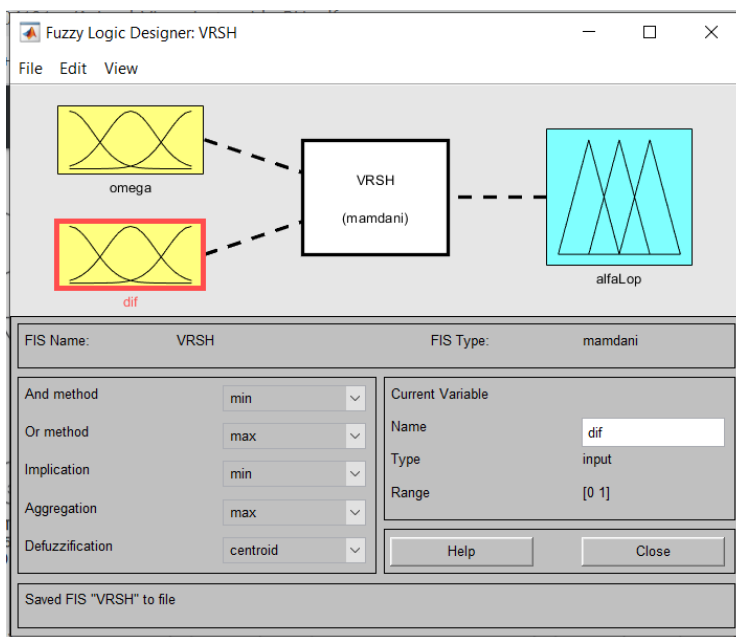 Fuzzy Logic Designer: VRSH
File Edit View
omega
dif
VRSH
(mamdani)
alfaLop
FIS Name: VRSH FIS Type: mamdani
And method min
Or method max
Implication min
Aggregation max
Defuzzification centroid
Current Variable
Name dif
Type input
Range [0 1]
Help Close
Saved FIS "VRSH" to file